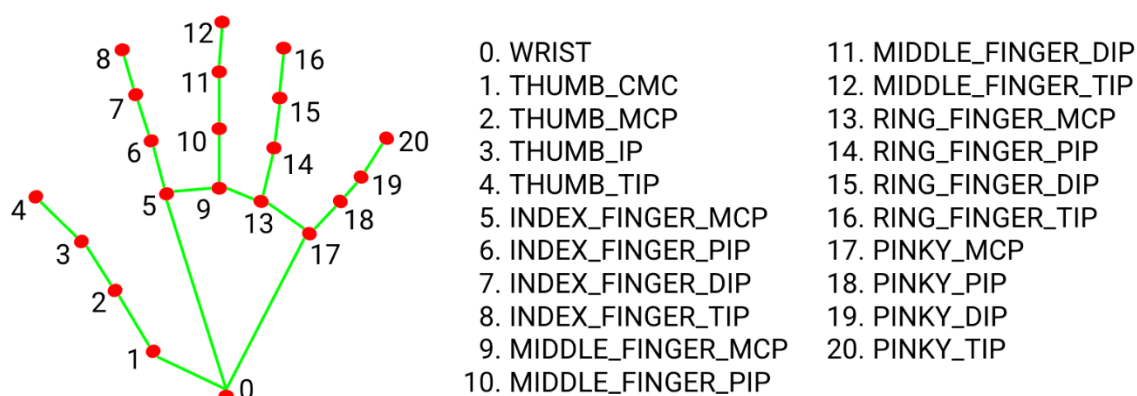 12
8
16
11
7
15
10
6
20
14
19
4
5
9
13
18
3
17
2
1
0
0. WRIST
1. THUMB_CMC
2. THUMB_MCP
3. THUMB_IP
4. THUMB_TIP
5. INDEX_FINGER_MCP
6. INDEX_FINGER_PIP
7. INDEX_FINGER_DIP
8. INDEX_FINGER_TIP
9. MIDDLE_FINGER_MCP
10. MIDDLE_FINGER_PIP
11. MIDDLE_FINGER_DIP
12. MIDDLE_FINGER_TIP
13. RING_FINGER_MCP
14. RING_FINGER_PIP
15. RING_FINGER_DIP
16. RING_FINGER_TIP
17. PINKY_MCP
18. PINKY_PIP
19. PINKY_DIP
20. PINKY_TIP